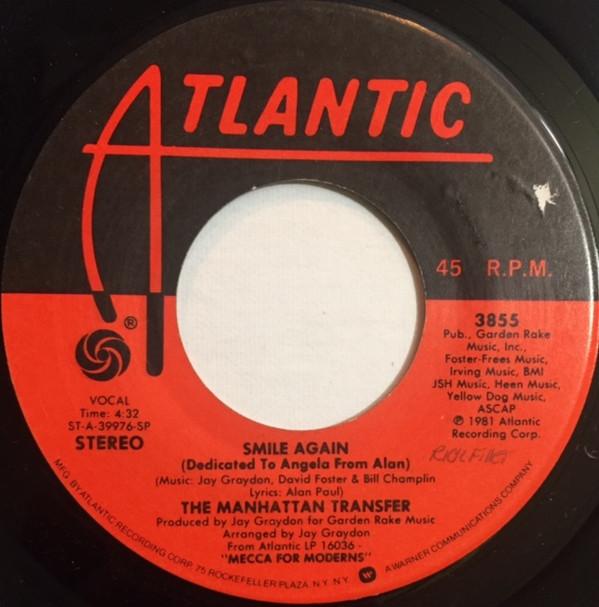 ATLANTIC
®
45 R.P.M.
3855
Pub., Garden Rake
Music, Inc.,
Foster-Frees Music,
Irving Music, BMI
JSH Music, Heen Music,
Yellow Dog Music,
ASCAP
℗ 1981 Atlantic
Recording Corp.
VOCAL
Time: 4:32
ST-A-39976-SP
STEREO
SMILE AGAIN
(Dedicated To Angela From Alan)
(Music: Jay Graydon, David Foster & Bill Champlin
Lyrics: Alan Paul)
THE MANHATTAN TRANSFER
Produced by Jay Graydon for Garden Rake Music
Arranged by Jay Graydon
From Atlantic LP 16036 -
"MECCA FOR MODERNS"
MFG. BY ATLANTIC RECORDING CORP. 75 ROCKEFELLER PLAZA N.Y. N.Y. W A WARNER COMMUNICATIONS COMPANY